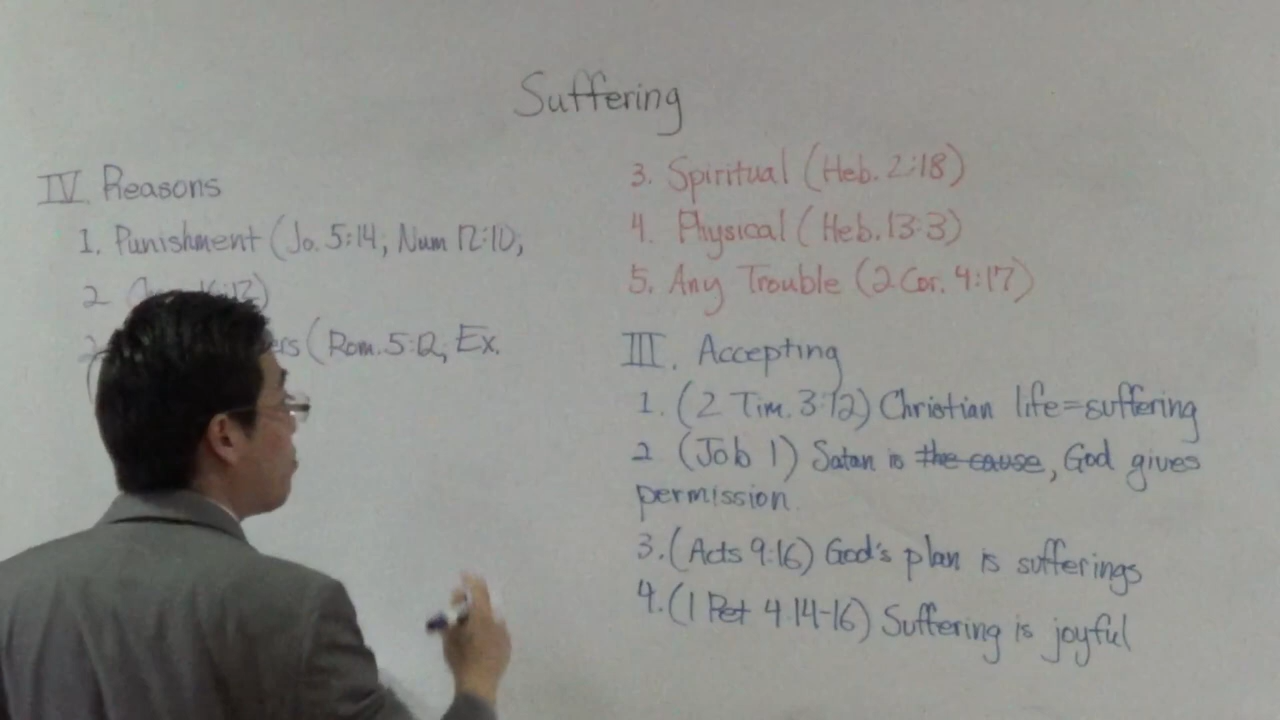 Suffering
IV. Reasons
1. Punishment (Jo. 5:14, Num 12:10,
2
(Rom. 5:12, Ex.
3. Spiritual (Heb. 2:18)
4. Physical (Heb. 13:3)
5. Any Trouble (2 Cor. 4:17)
III. Accepting
1. (2 Tim. 3:12) Christian life=suffering
2 (Job 1) Satan is the cause, God gives
permission.
3. (Acts 9:16) God's plan is sufferings
4. (1 Pet 4:14-16) Suffering is joyful